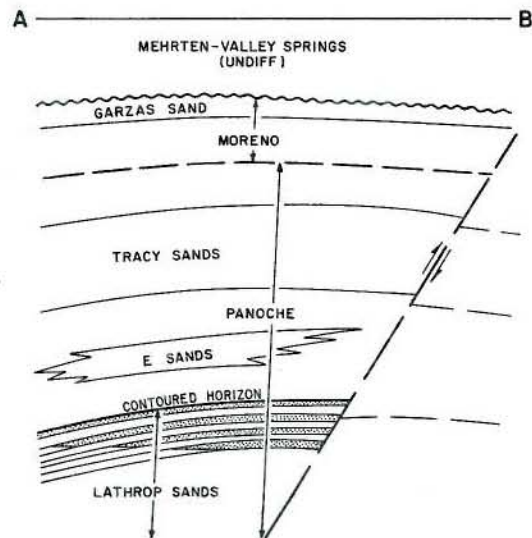 A B
MEHRTEN-VALLEY SPRINGS
(UNDIFF)
GARZAS SAND
MORENO
TRACY SANDS
PANOCHE
E SANDS
CONTOURED HORIZON
LATHROP SANDS